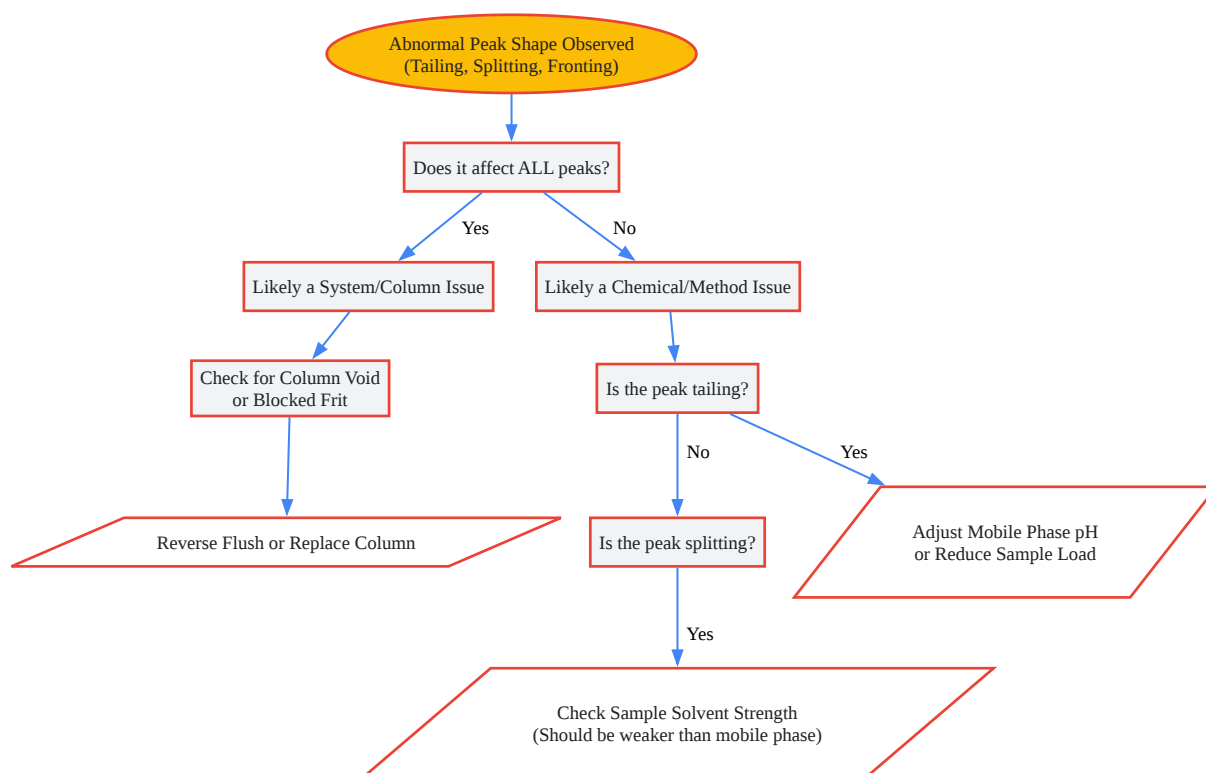 Abnormal Peak Shape Observed
(Tailing, Splitting, Fronting)
Does it affect ALL peaks?
Yes
No
Likely a System/Column Issue
Likely a Chemical/Method Issue
Check for Column Void
or Blocked Frit
Is the peak tailing?
No
Yes
Reverse Flush or Replace Column
Is the peak splitting?
Adjust Mobile Phase pH
or Reduce Sample Load
Yes
Check Sample Solvent Strength
(Should be weaker than mobile phase)